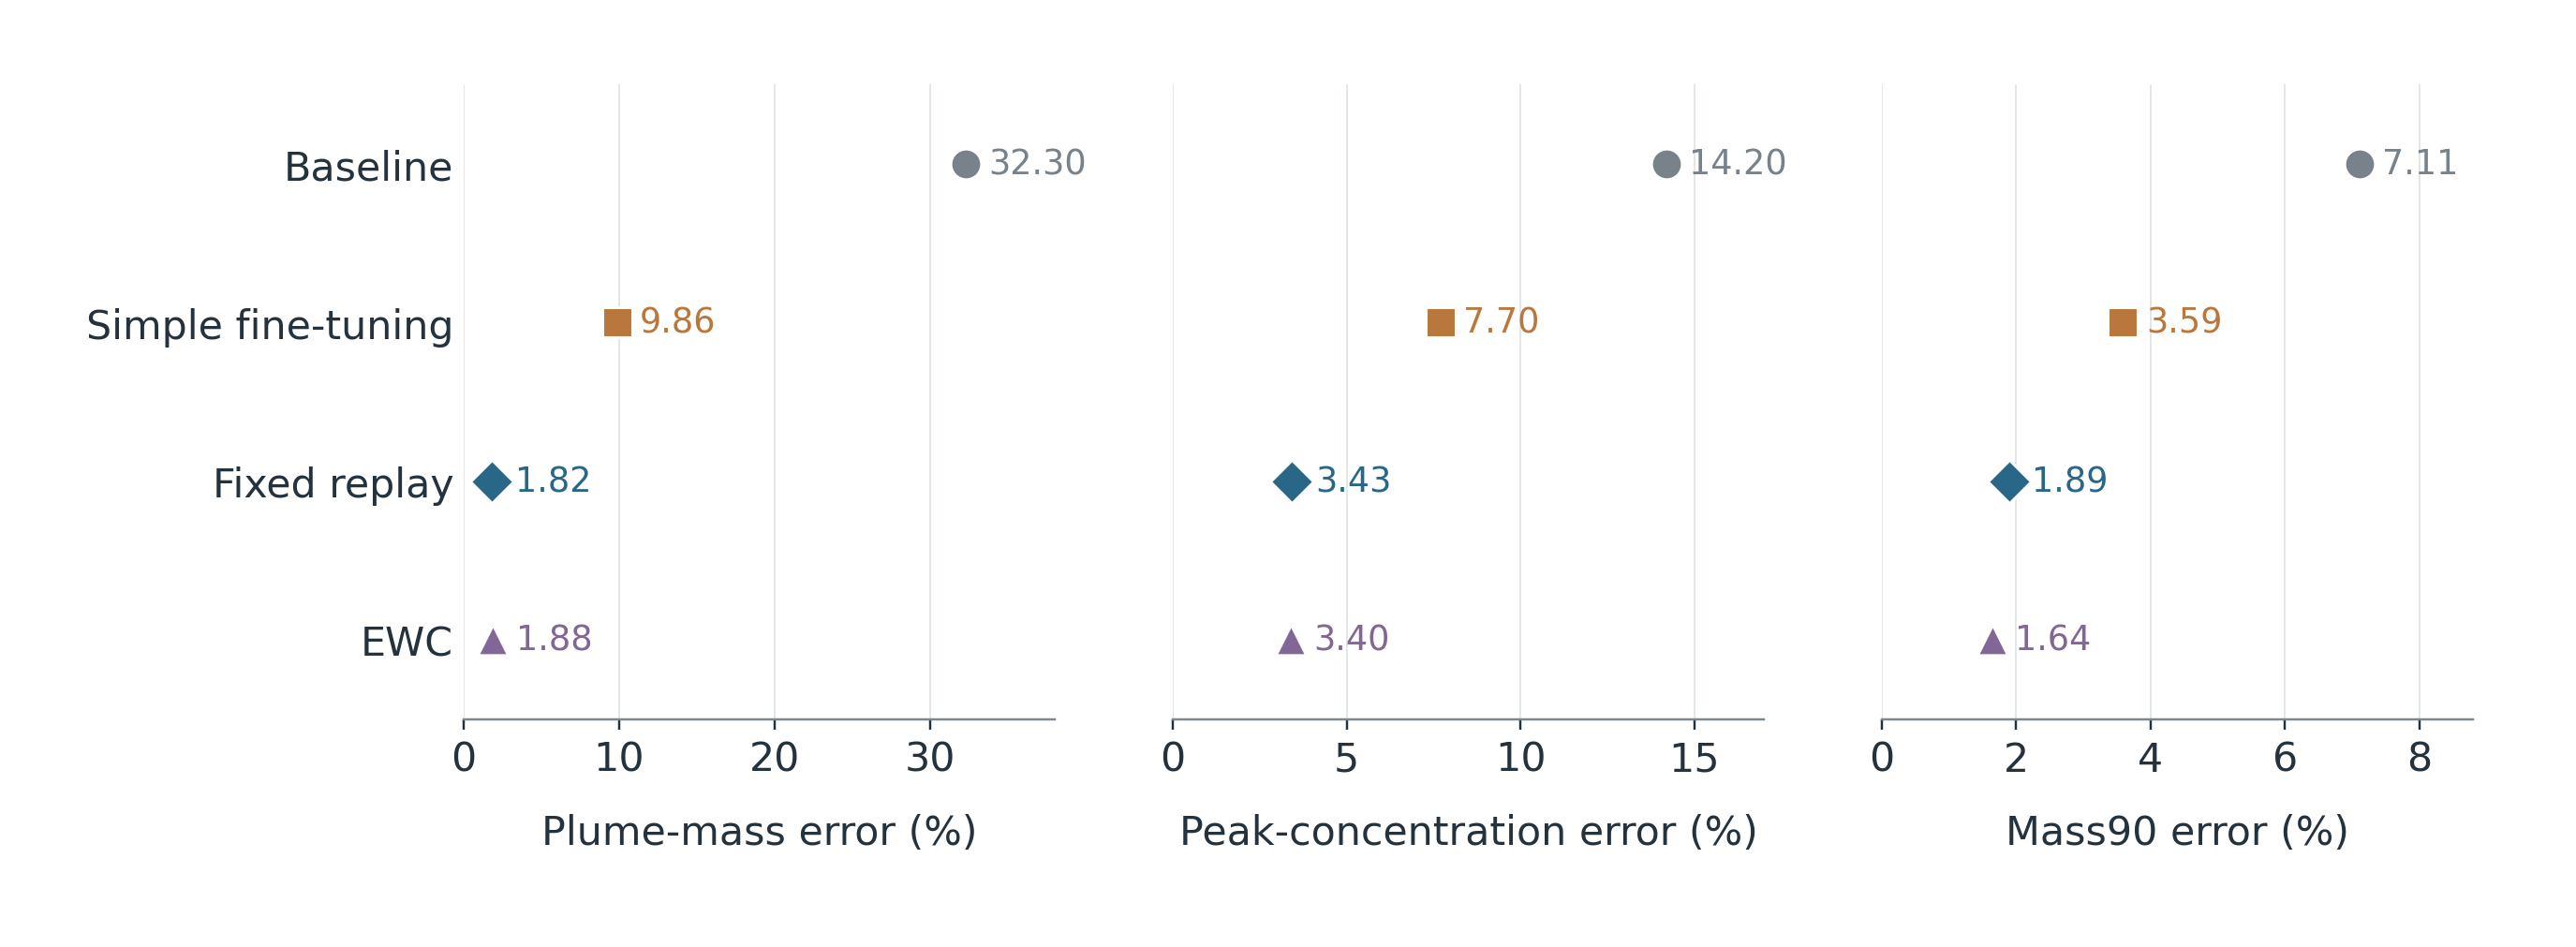 Baseline 32.30 14.20 7.11
Simple fine-tuning 9.86 7.70 3.59
Fixed replay 1.82 3.43 1.89
EWC 1.88 3.40 1.64
0 10 20 30 0 5 10 15 0 2 4 6 8
Plume-mass error (%) Peak-concentration error (%) Mass90 error (%)